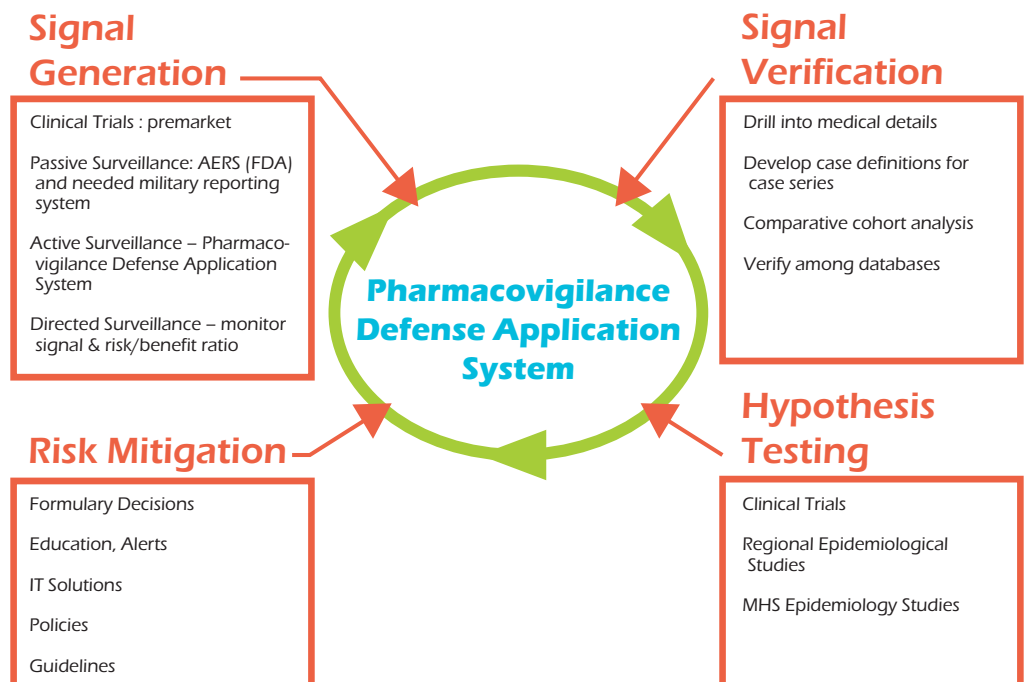 Signal
Generation
Clinical Trials : premarket
Passive Surveillance: AERS (FDA)
and needed military reporting
system
Active Surveillance – Pharmaco-
vigilance Defense Application
System
Directed Surveillance – monitor
signal & risk/benefit ratio
Signal
Verification
Drill into medical details
Develop case definitions for
case series
Comparative cohort analysis
Verify among databases
Pharmacovigilance
Defense Application
System
Risk Mitigation
Formulary Decisions
Education, Alerts
IT Solutions
Policies
Guidelines
Hypothesis
Testing
Clinical Trials
Regional Epidemiological
Studies
MHS Epidemiology Studies